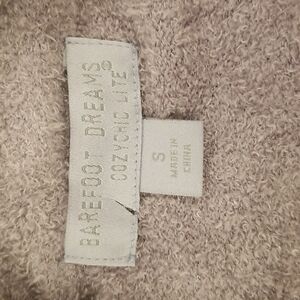 BAREFOOT DREAMS®
COZYCHIC LITE
S
MADE IN
CHINA